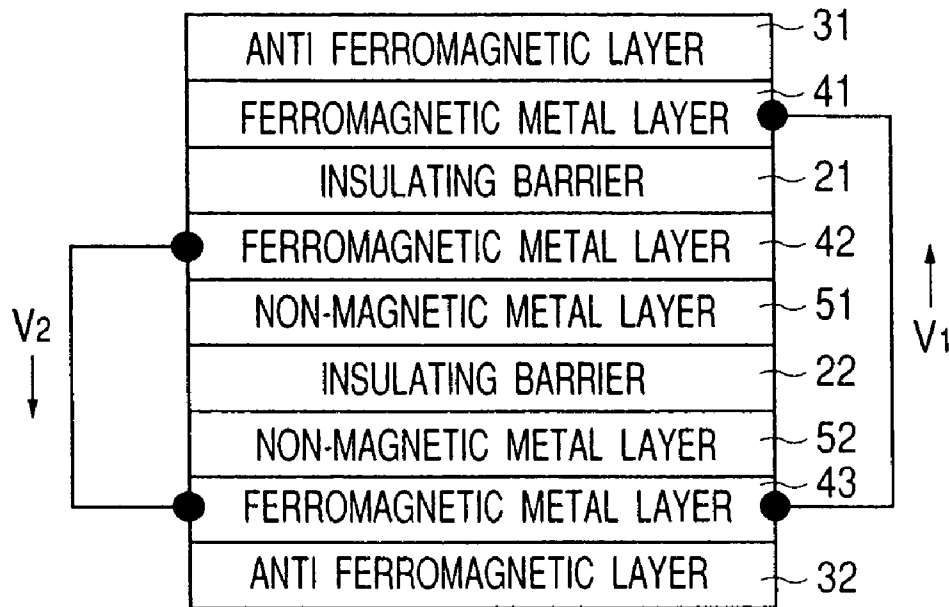 ANTI FERROMAGNETIC LAYER 31
FERROMAGNETIC METAL LAYER 41
INSULATING BARRIER 21
FERROMAGNETIC METAL LAYER 42
NON-MAGNETIC METAL LAYER 51
INSULATING BARRIER 22
NON-MAGNETIC METAL LAYER 52
FERROMAGNETIC METAL LAYER 43
ANTI FERROMAGNETIC LAYER 32
V2
V1